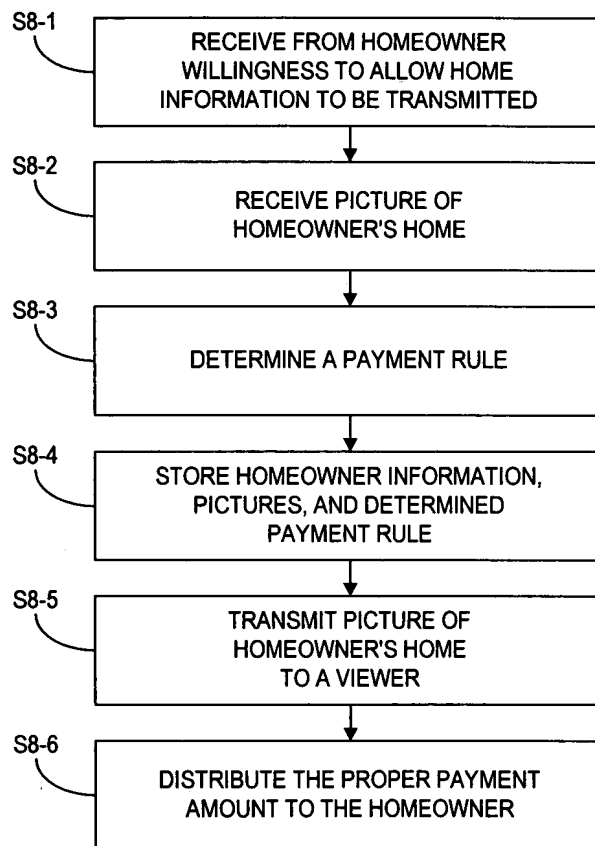 S8-1
RECEIVE FROM HOMEOWNER
WILLINGNESS TO ALLOW HOME
INFORMATION TO BE TRANSMITTED
S8-2
RECEIVE PICTURE OF
HOMEOWNER'S HOME
S8-3
DETERMINE A PAYMENT RULE
S8-4
STORE HOMEOWNER INFORMATION,
PICTURES, AND DETERMINED
PAYMENT RULE
S8-5
TRANSMIT PICTURE OF
HOMEOWNER'S HOME
TO A VIEWER
S8-6
DISTRIBUTE THE PROPER PAYMENT
AMOUNT TO THE HOMEOWNER